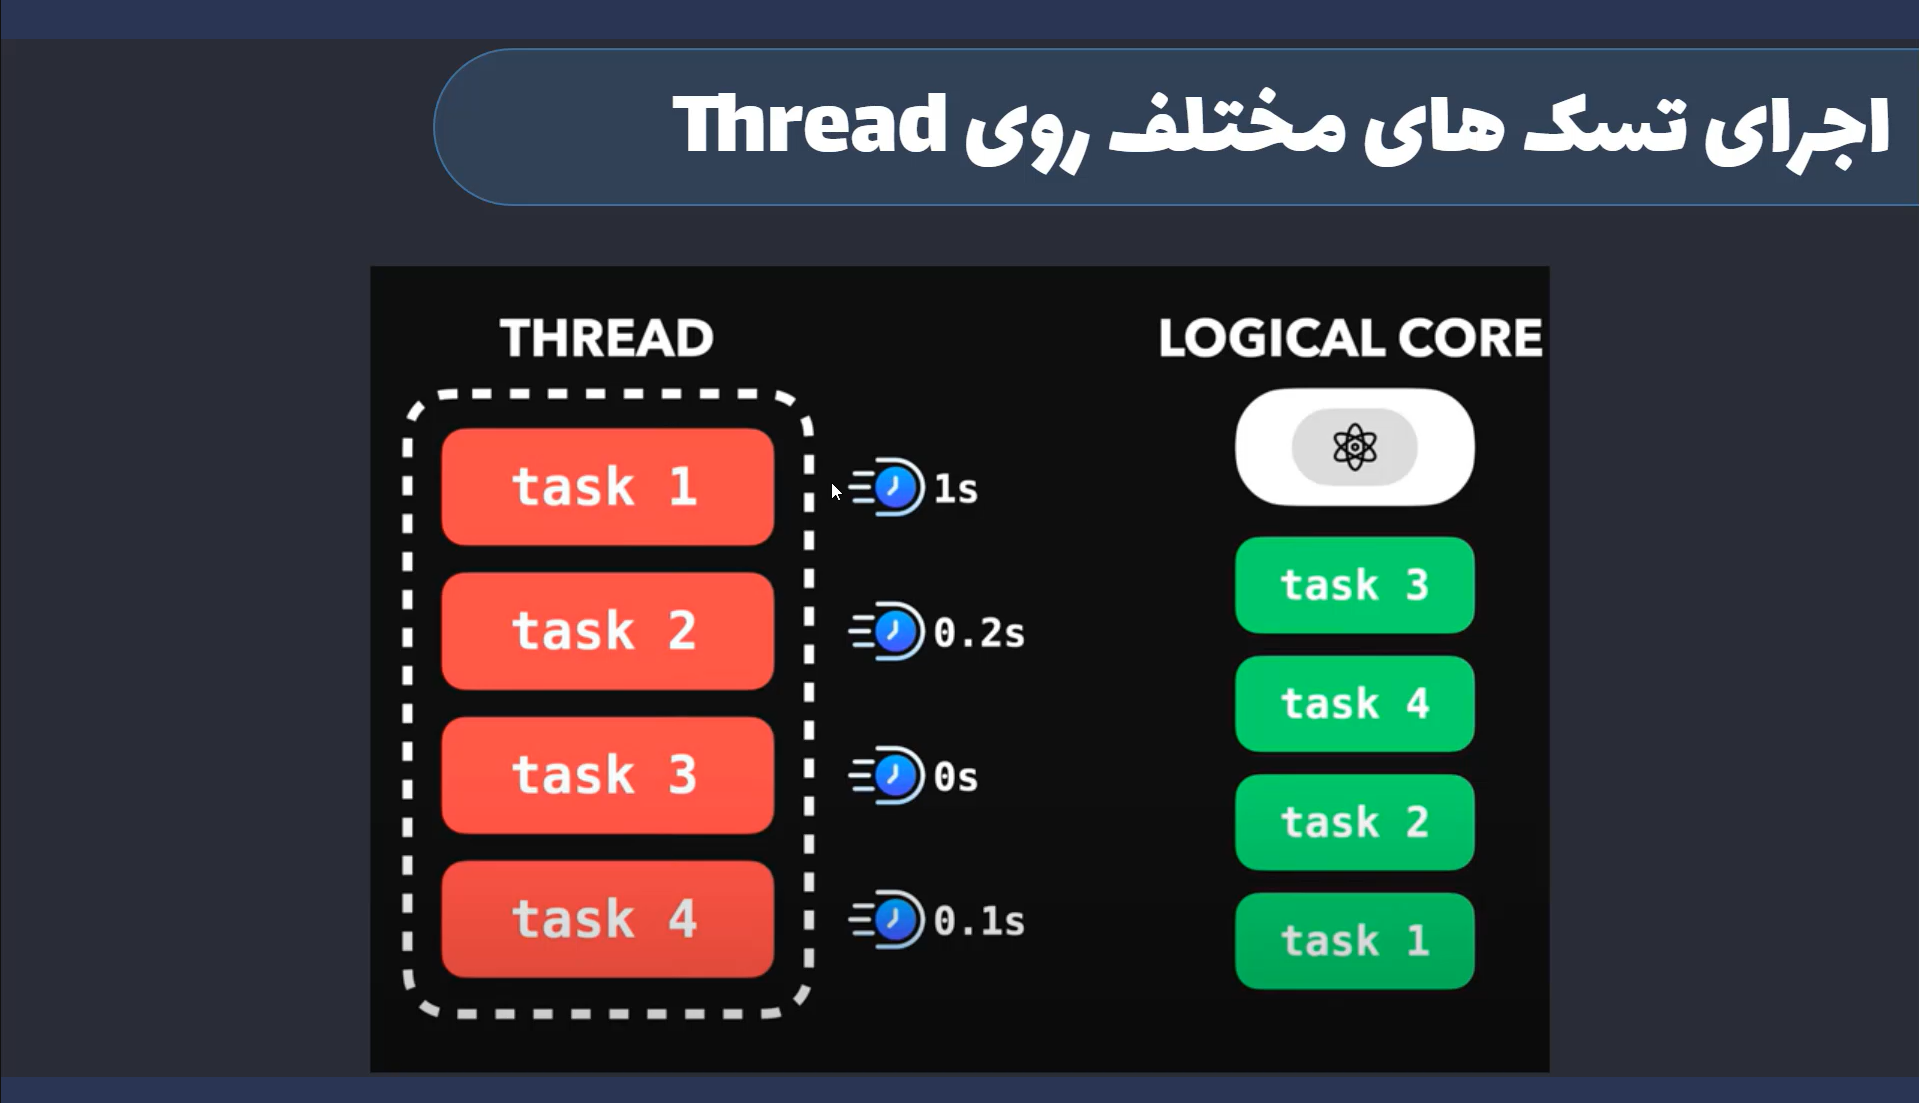 اجرای تسک های مختلف روی Thread
THREAD
LOGICAL CORE
task 1
1s
task 2
0.2s
task 3
0s
task 4
0.1s
task 3
task 4
task 2
task 1